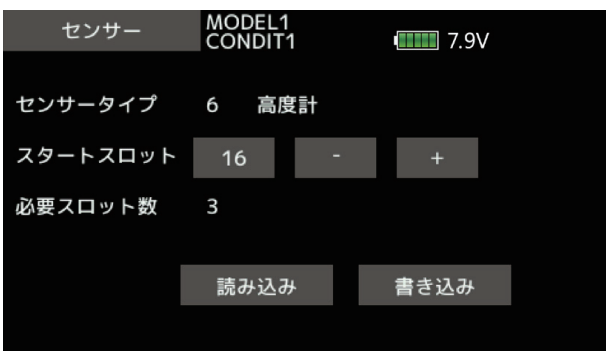 センサー
MODEL1
CONDIT1
7.9V
センサータイプ 6 高度計
スタートスロット 16 - +
必要スロット数 3
読み込み 書き込み